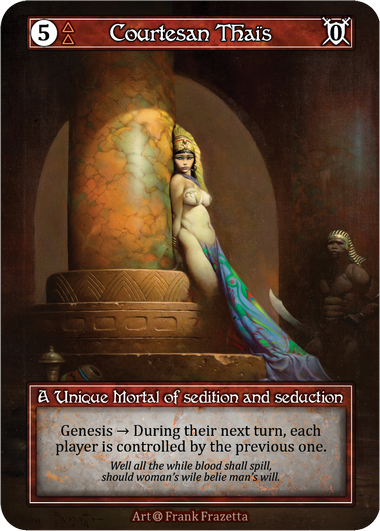 5 Courtesan Thaïs 0
A Unique Mortal of sedition and seduction
Genesis → During their next turn, each
player is controlled by the previous one.
Well all the while blood shall spill,
should woman's wile belie man's will.
Art @ Frank Frazetta